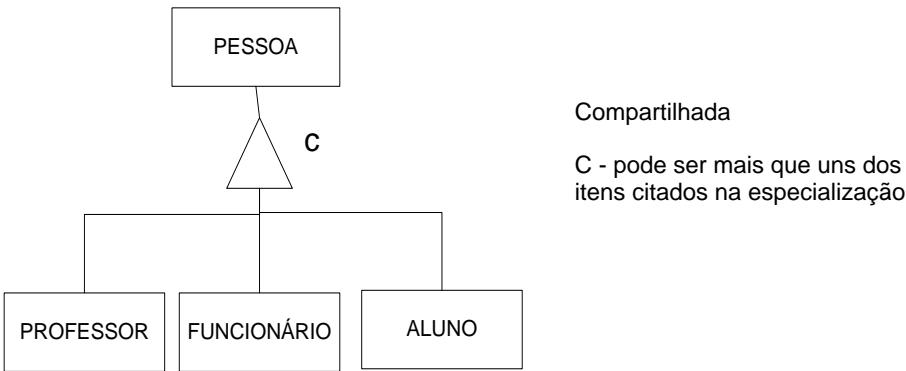 PESSOA
C
Compartilhada
C - pode ser mais que uns dos
itens citados na especialização
PROFESSOR
FUNCIONÁRIO
ALUNO